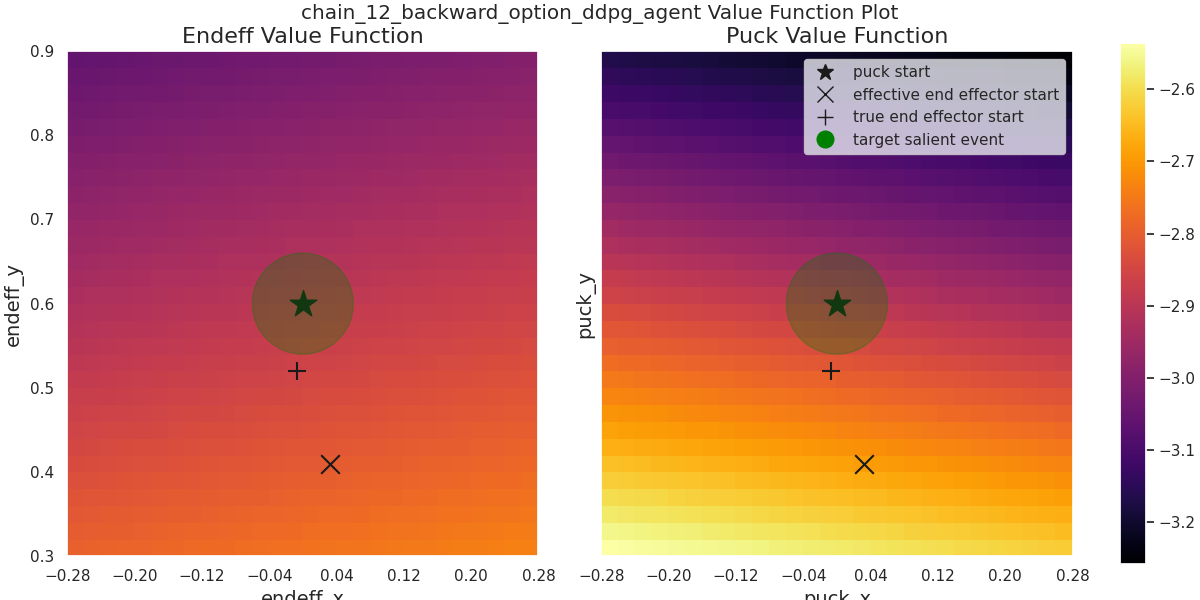 chain_12_backward_option_ddpg_agent Value Function Plot
Endeff Value Function
Puck Value Function
0.9
0.8
0.7
0.6
0.5
0.4
0.3
endeff_y
−0.28 −0.20 −0.12 −0.04 0.04 0.12 0.20 0.28
endeff_x
puck_y
puck start
effective end effector start
true end effector start
target salient event
−0.28 −0.20 −0.12 −0.04 0.04 0.12 0.20 0.28
puck_x
−2.6
−2.7
−2.8
−2.9
−3.0
−3.1
−3.2